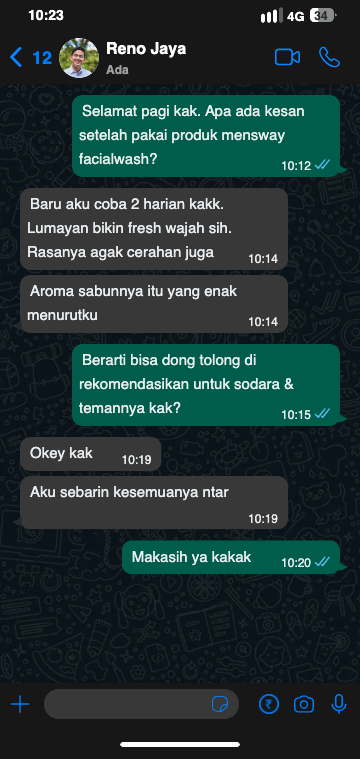 10:23
4G 34
12
Reno Jaya
Ada
Selamat pagi kak. Apa ada kesan
setelah pakai produk mensway
facialwash?
10:12
Baru aku coba 2 harian kakk.
Lumayan bikin fresh wajah sih.
Rasanya agak cerahan juga
10:14
Aroma sabunnya itu yang enak
menurutku
10:14
Berarti bisa dong tolong di
rekomendasikan untuk sodara &
temannya kak?
10:15
Okey kak
10:19
Aku sebarin kesemuanya ntar
10:19
Makasih ya kakak
10:20
₹